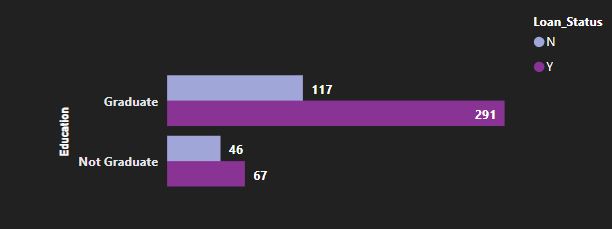 Loan_Status
N
Y
Education
Graduate
117
291
Not Graduate
46
67